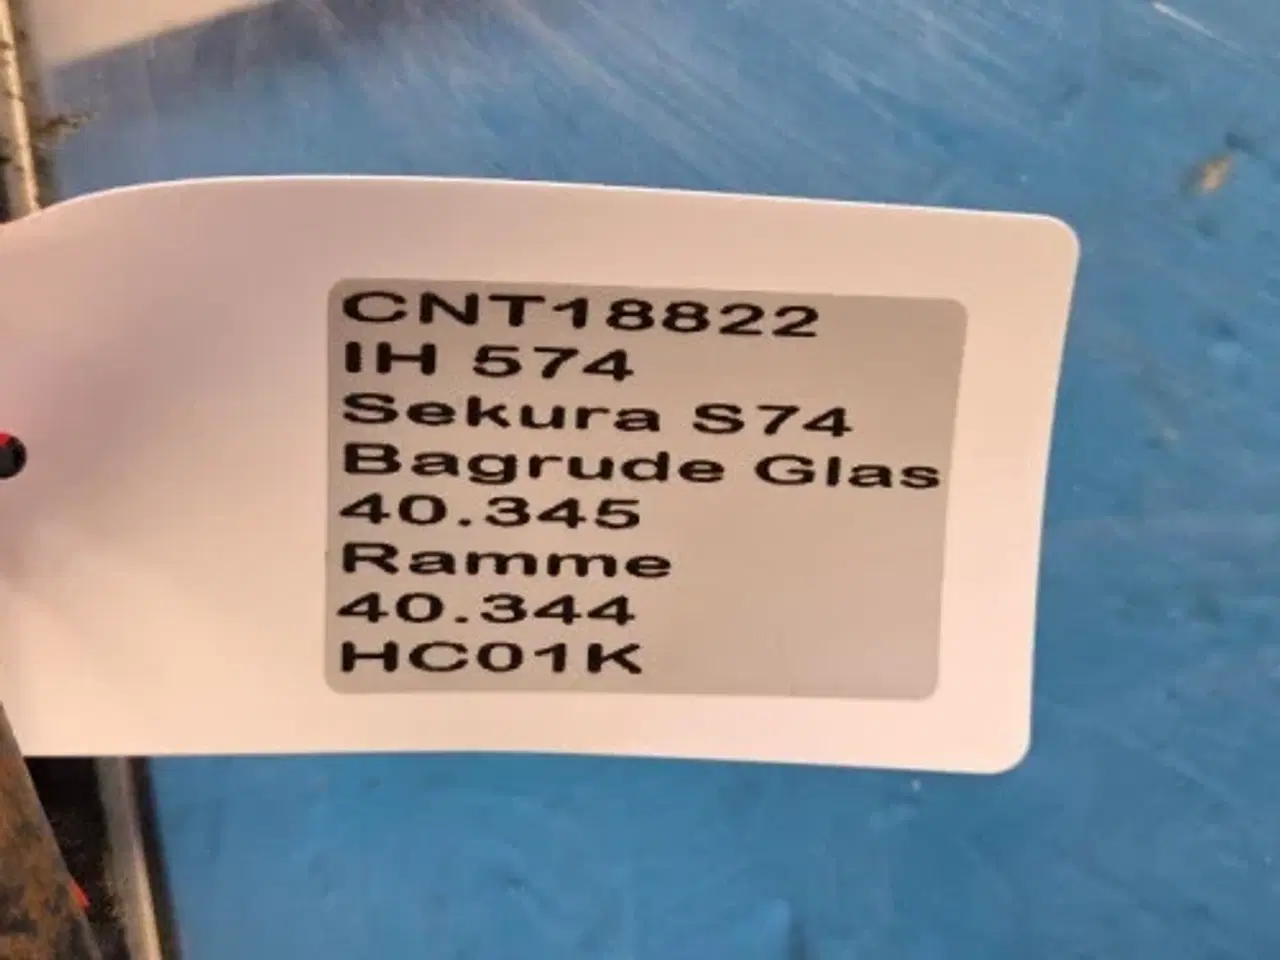 CNT18822
IH 574
Sekura S74
Bagrude Glas
40.345
Ramme
40.344
HC01K